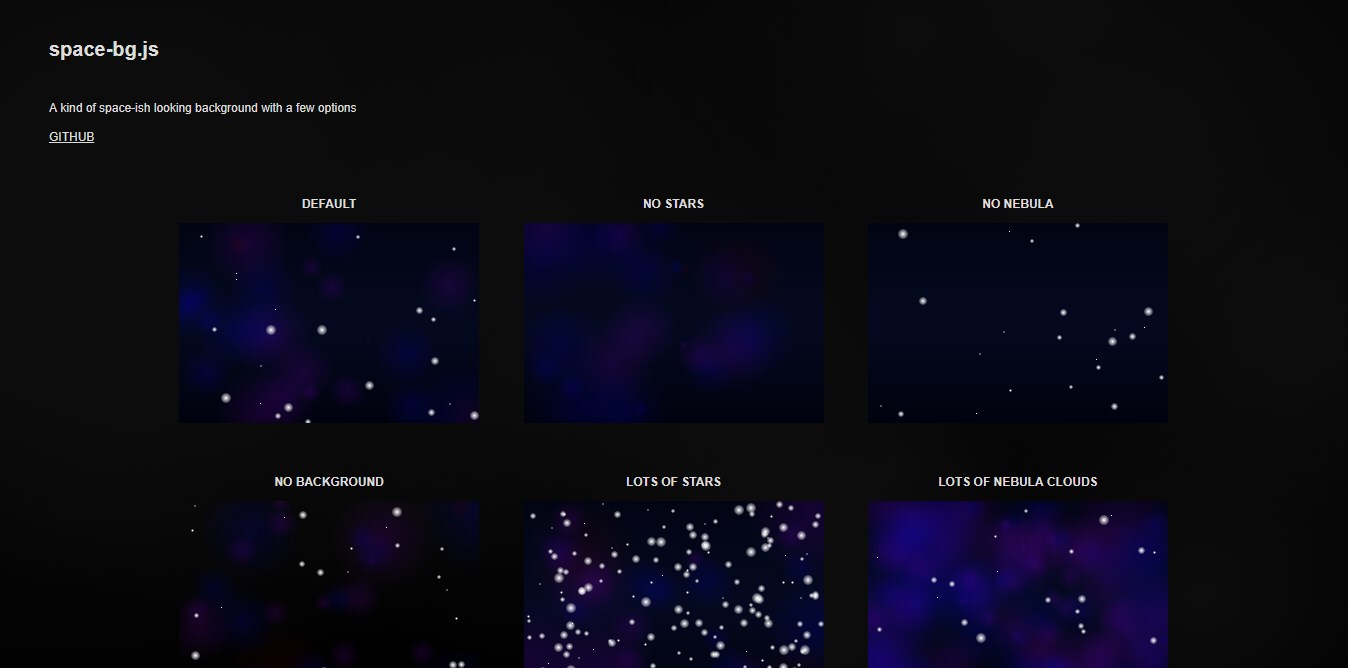 space-bg.js
A kind of space-ish looking background with a few options
GITHUB
DEFAULT
NO STARS
NO NEBULA
NO BACKGROUND
LOTS OF STARS
LOTS OF NEBULA CLOUDS